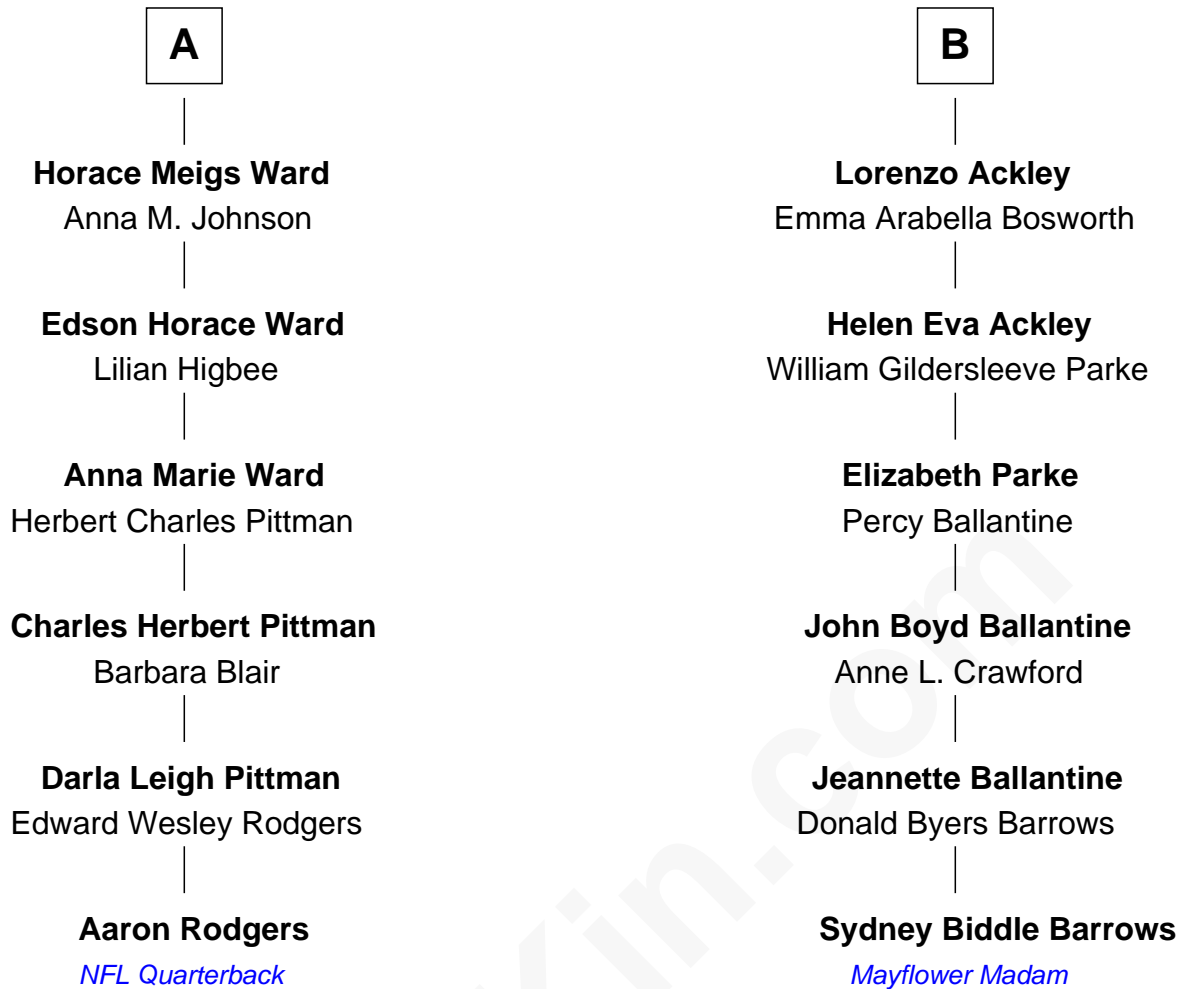 A
Horace Meigs Ward
Anna M. Johnson
Edson Horace Ward
Lilian Higbee
Anna Marie Ward
Herbert Charles Pittman
Charles Herbert Pittman
Barbara Blair
Darla Leigh Pittman
Edward Wesley Rodgers
Aaron Rodgers
NFL Quarterback
B
Lorenzo Ackley
Emma Arabella Bosworth
Helen Eva Ackley
William Gildersleeve Parke
Elizabeth Parke
Percy Ballantine
John Boyd Ballantine
Anne L. Crawford
Jeannette Ballantine
Donald Byers Barrows
Sydney Biddle Barrows
Mayflower Madam
Kin.com